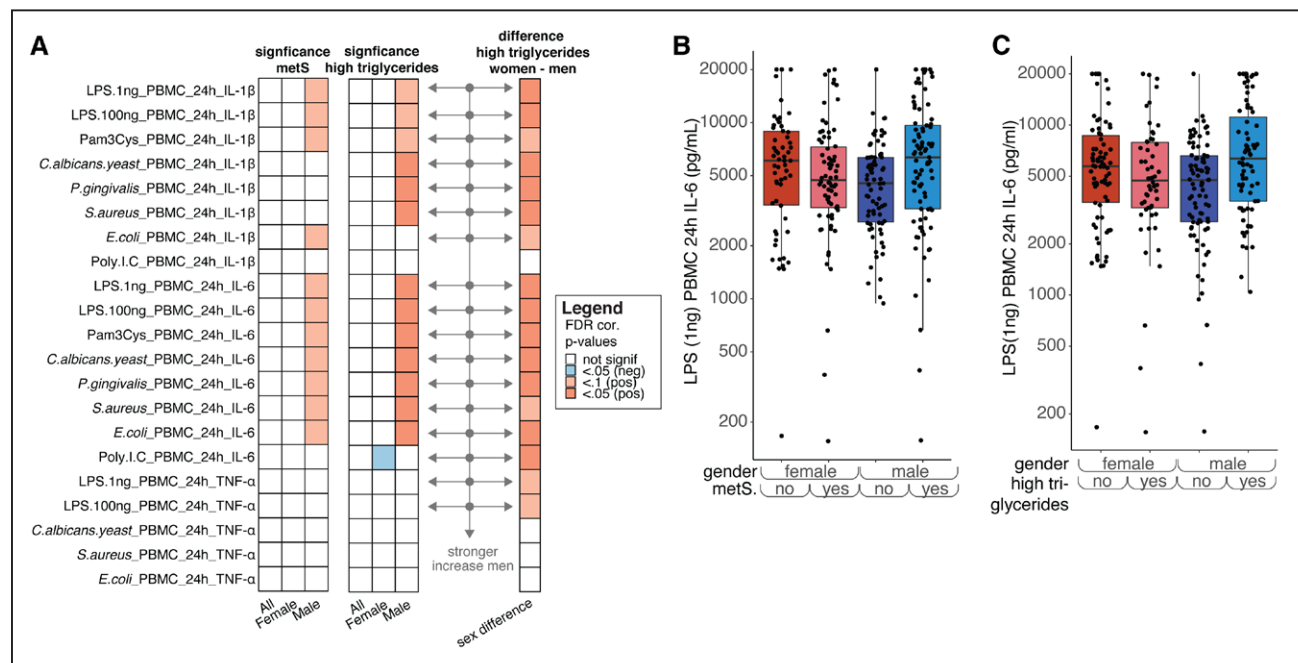 A
signficance
metS
signficance
high triglycerides
difference
high triglycerides
women - men
LPS.1ng_PBMC_24h_IL-1β
LPS.100ng_PBMC_24h_IL-1β
Pam3Cys_PBMC_24h_IL-1β
C.albicans.yeast_PBMC_24h_IL-1β
P.gingivalis_PBMC_24h_IL-1β
S.aureus_PBMC_24h_IL-1β
E.coli_PBMC_24h_IL-1β
Poly.I.C_PBMC_24h_IL-1β
LPS.1ng_PBMC_24h_IL-6
LPS.100ng_PBMC_24h_IL-6
Pam3Cys_PBMC_24h_IL-6
C.albicans.yeast_PBMC_24h_IL-6
P.gingivalis_PBMC_24h_IL-6
S.aureus_PBMC_24h_IL-6
E.coli_PBMC_24h_IL-6
Poly.I.C_PBMC_24h_IL-6
LPS.1ng_PBMC_24h_TNF-α
LPS.100ng_PBMC_24h_TNF-α
C.albicans.yeast_PBMC_24h_TNF-α
S.aureus_PBMC_24h_TNF-α
E.coli_PBMC_24h_TNF-α
All
Female
Male
All
Female
Male
stronger
increase men
sex difference
Legend
FDR cor.
p-values
not signif
<.05 (neg)
<.1 (pos)
<.05 (pos)
B
LPS (1ng) PBMC 24h IL-6 (pg/mL)
20000
10000
5000
2000
1000
500
200
gender female male
metS. no yes no yes
C
LPS(1ng) PBMC 24h IL-6 (pg/ml)
20000
10000
5000
2000
1000
500
200
gender female male
high tri- no yes no yes
glycerides